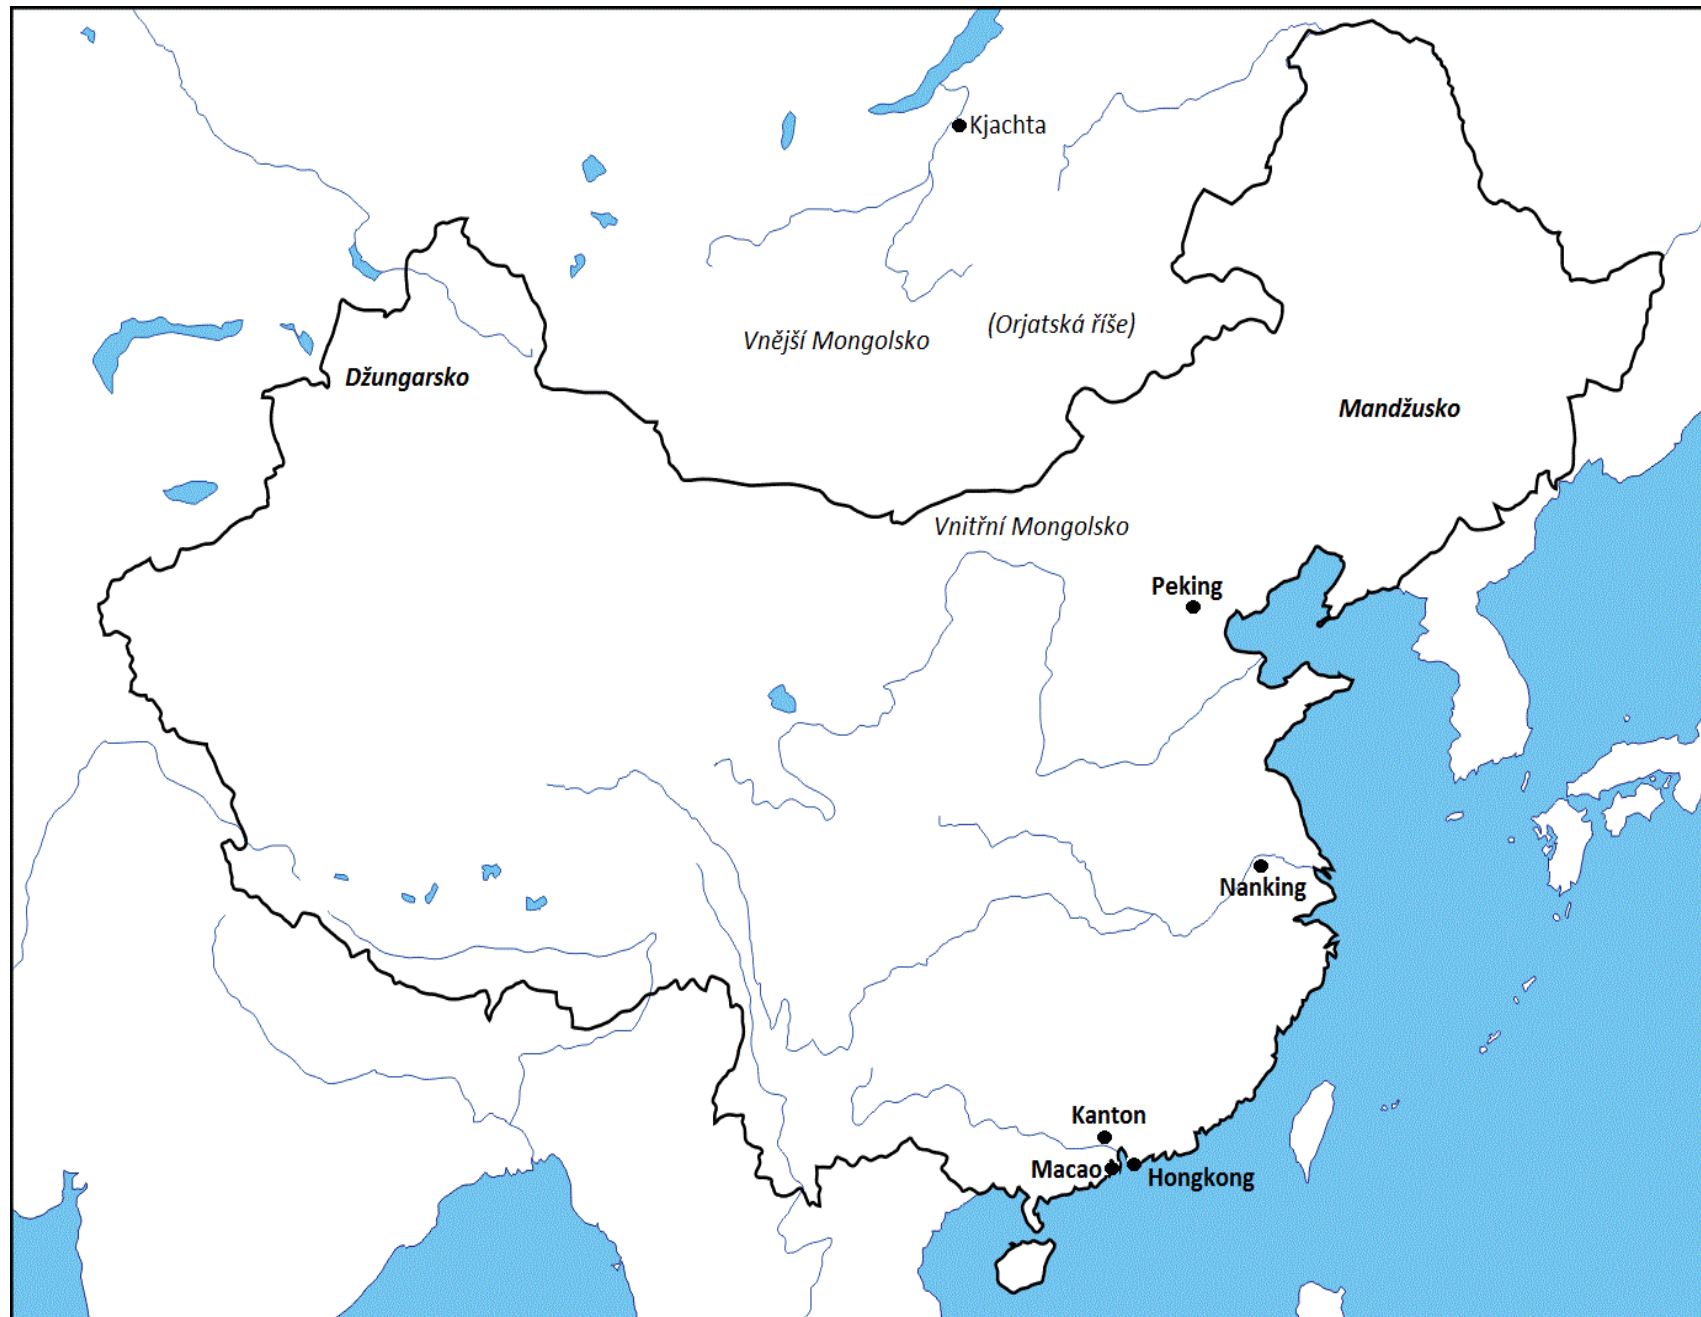 Kjachta
(Orjatská říše)
Vnější Mongolsko
Džungarsko
Mandžusko
Vnitřní Mongolsko
Peking
Nanking
Kanton
Macao
Hongkong